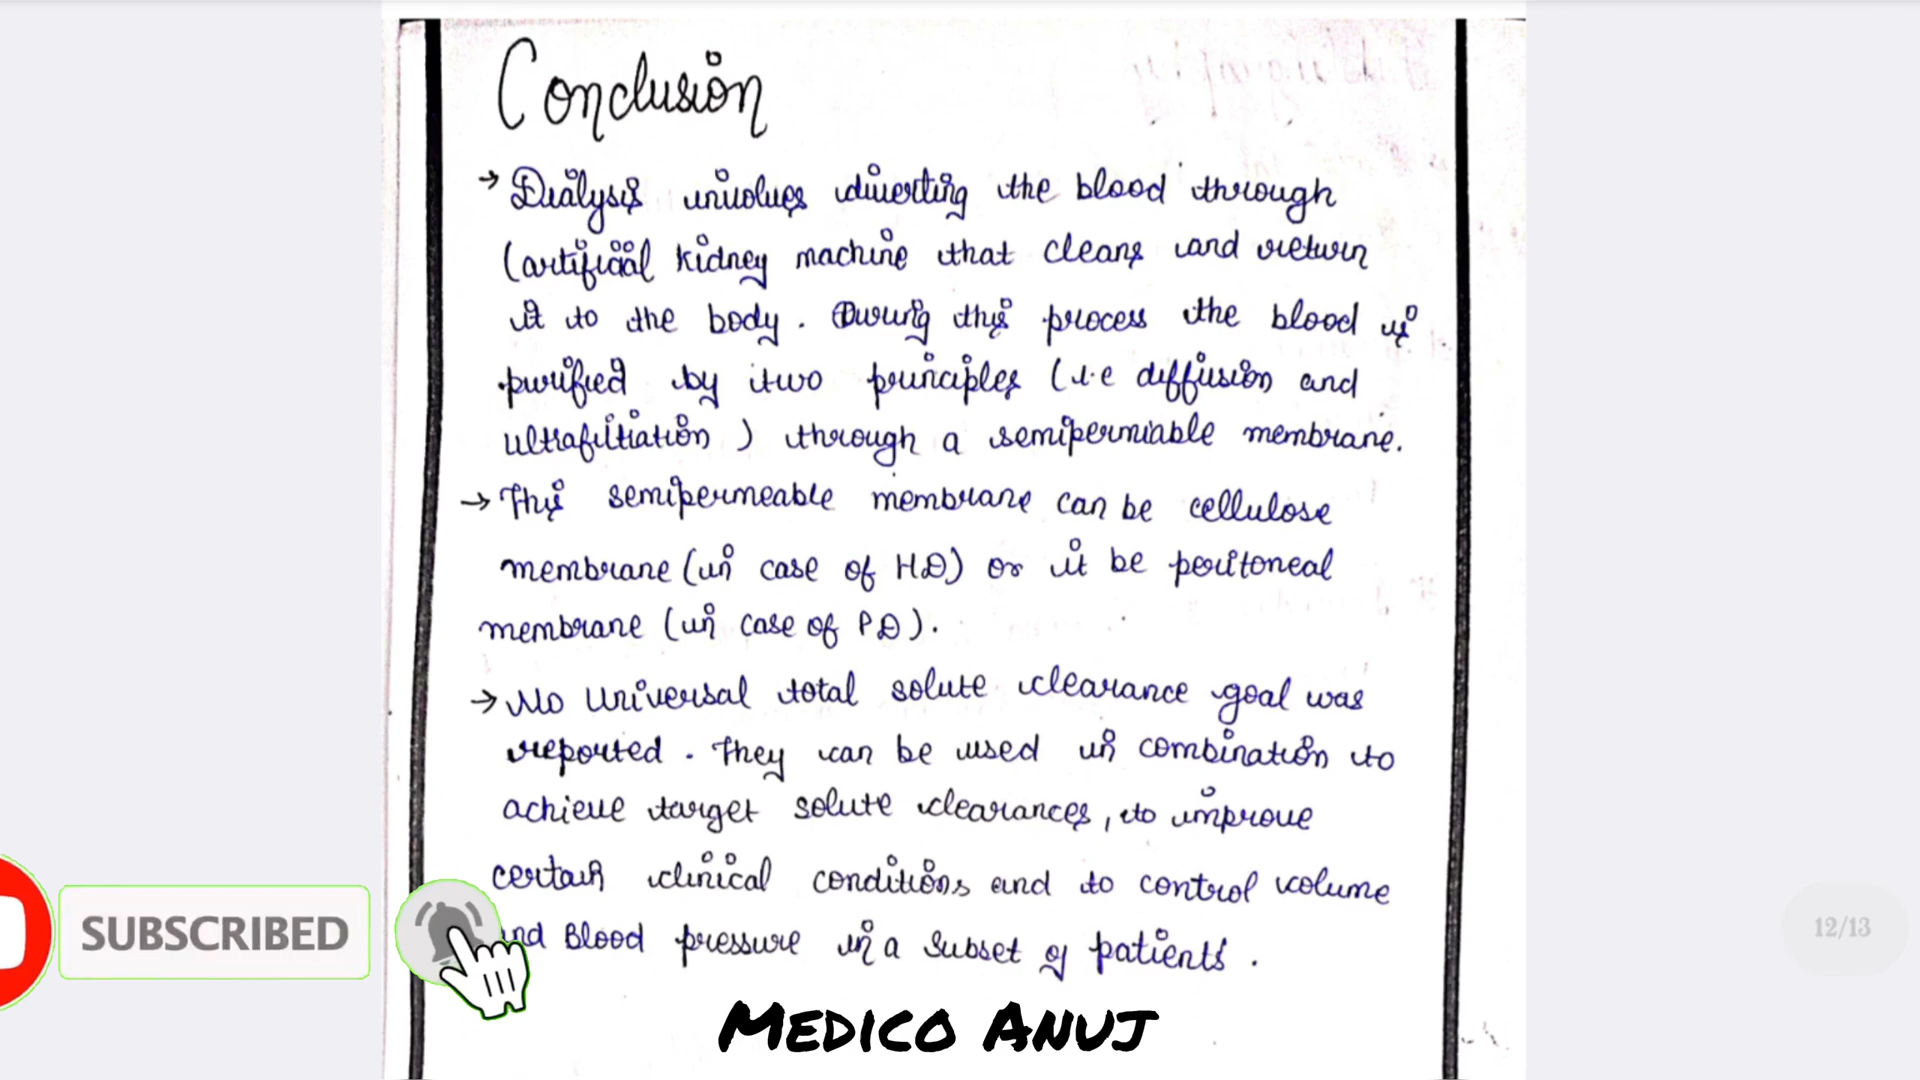 Conclusion
→ Dialysis involves diverting the blood through
(artificial kidney machine that cleans and return
it to the body. During this process the blood is
purified by two principles (i.e diffusion and
ultrafiltration) through a semipermiable membrane.
→ This semipermeable membrane can be cellulose
membrane (in case of HD) or it be peritoneal
membrane (in case of PD).
→ No Universal total solute clearance goal was
reported. They can be used in combination to
achieve target solute clearances, to improve
certain clinical conditions and to control volume
and Blood pressure in a subset of patients.
SUBSCRIBED
12/13
MEDICO ANUJ